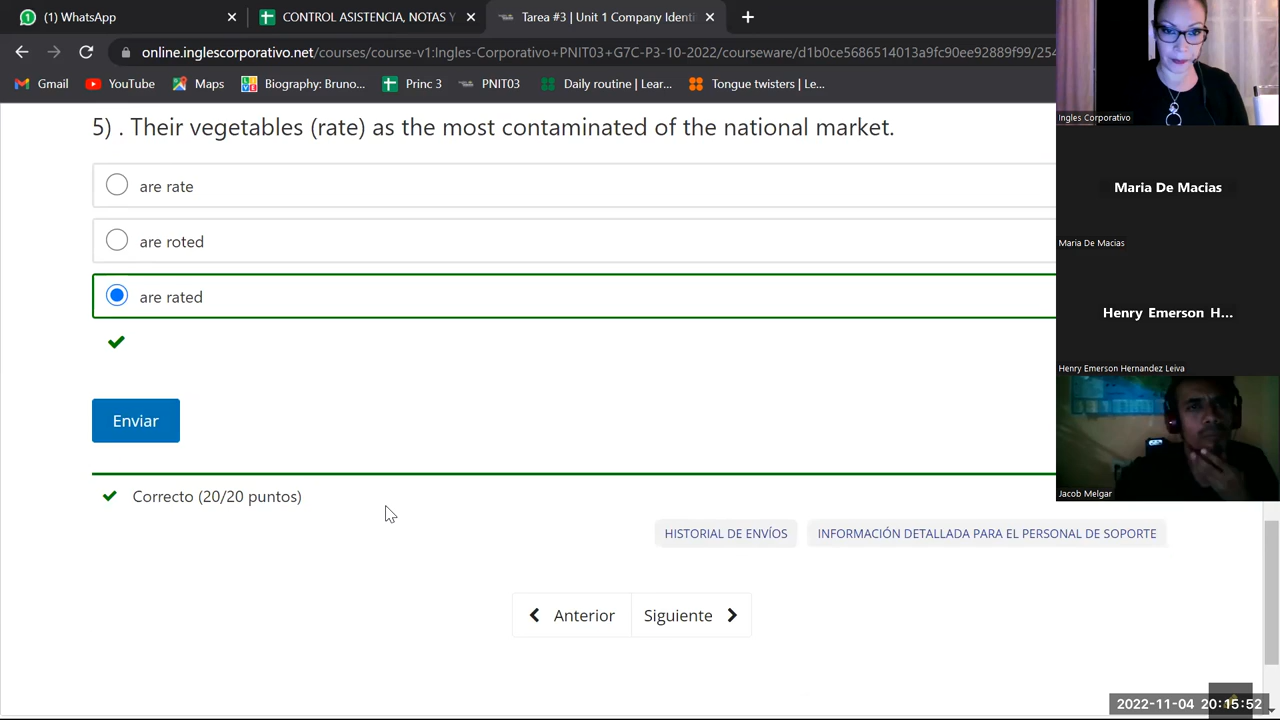 (1) WhatsApp
CONTROL ASISTENCIA, NOTAS Y
Tarea #3 | Unit 1 Company Identi
online.inglescorporativo.net/courses/course-v1:Inglescorporativo+PNIT03+G7C-P3-10-2022/courseware/d1b0ce5686514013a9fc90ee92889f99/254
Gmail
YouTube
Maps
Biography: Bruno...
Princ 3
PNIT03
Daily routine | Lear...
Tongue twisters | Le...
5) . Their vegetables (rate) as the most contaminated of the national market.
are rate
are roted
are rated
Enviar
Correcto (20/20 puntos)
HISTORIAL DE ENVÍOS
INFORMACIÓN DETALLADA PARA EL PERSONAL DE SOPORTE
Anterior
Siguiente
Ingles Corporativo
Maria De Macias
Maria De Macias
Henry Emerson H...
Henry Emerson Hernandez Leiva
Jacob Melgar
2022-11-04 20:15:52